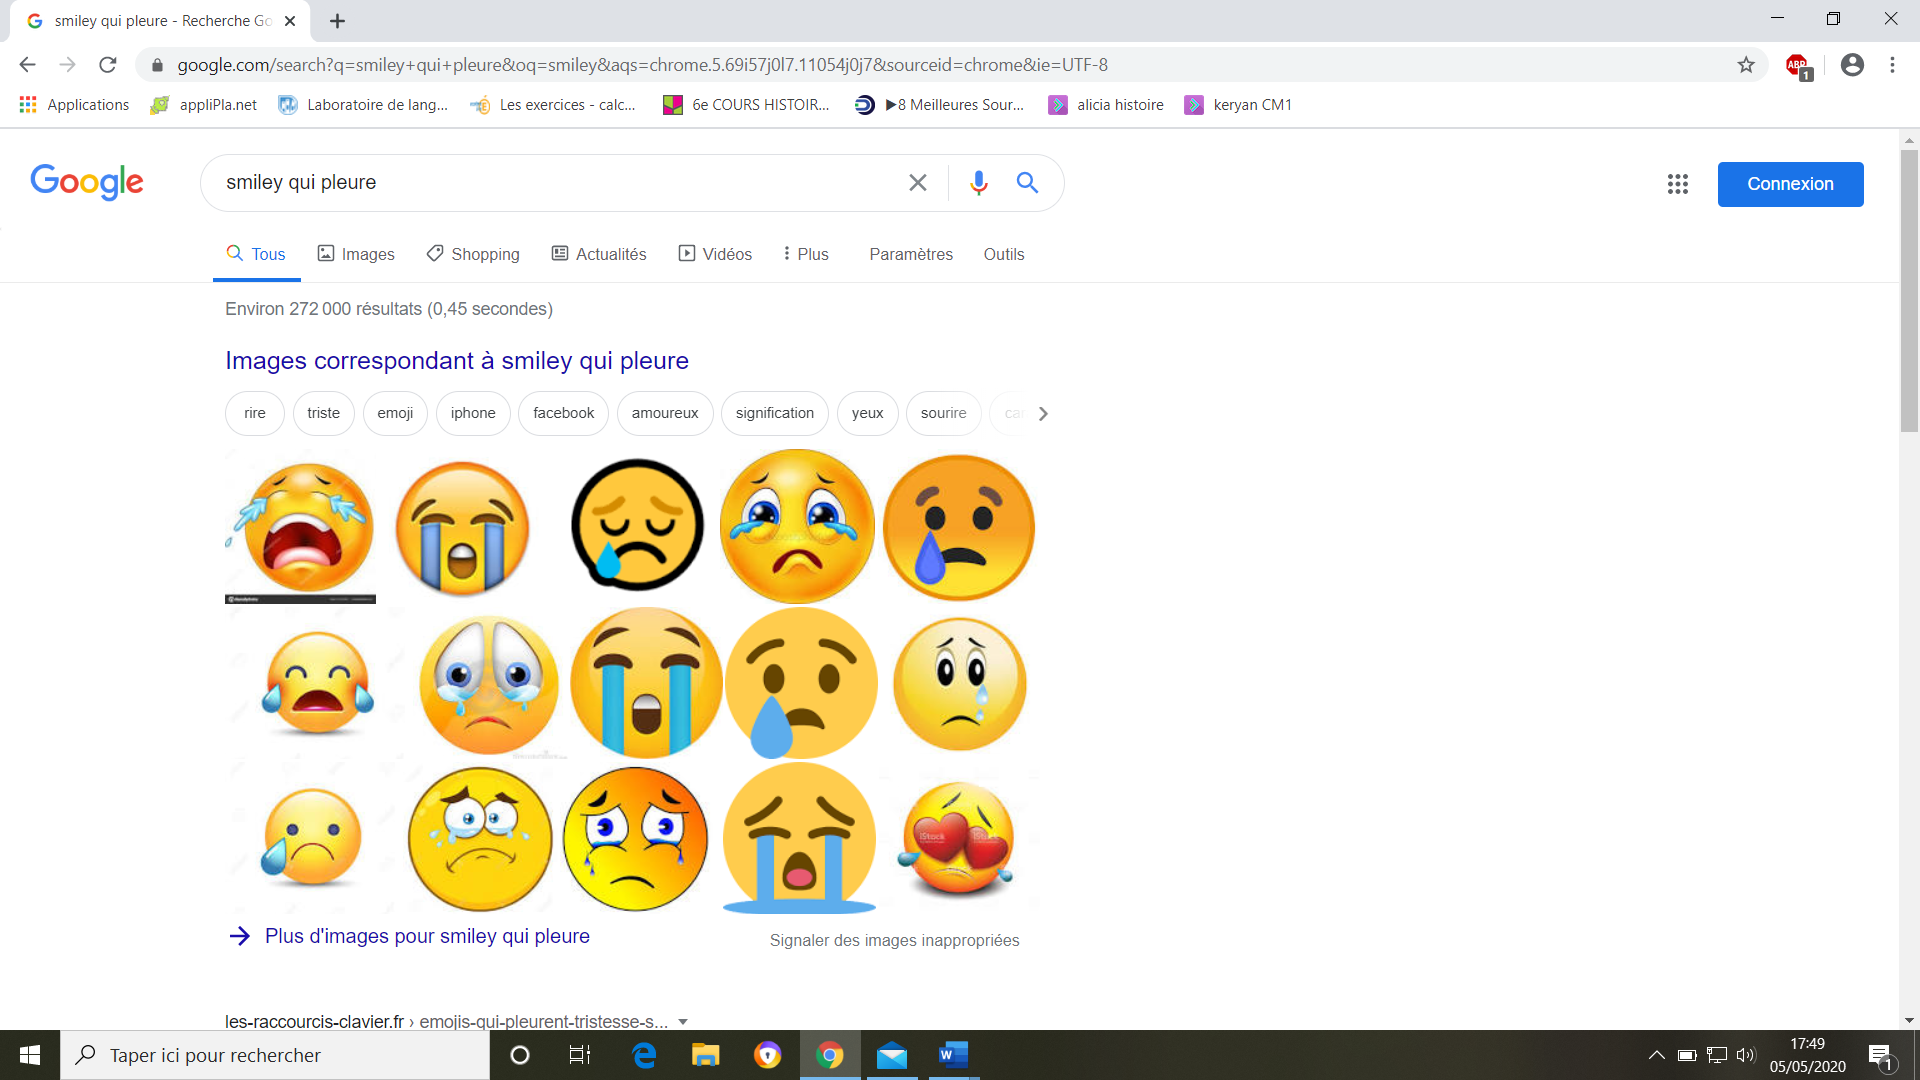 smiley qui pleure - Recherche Go
google.com/search?q=smiley+qui+pleure&oq=smiley&aqs=chrome.5.69i57j0l7.11054j0j7&sourceid=chrome&ie=UTF-8
ABP
1
Applications
appliPla.net
Laboratoire de lang...
Les exercices - calc...
6e COURS HISTOIR...
►8 Meilleures Sour...
alicia histoire
keryan CM1
Google
smiley qui pleure
Connexion
Tous
Images
Shopping
Actualités
Vidéos
Plus
Paramètres
Outils
Environ 272 000 résultats (0,45 secondes)
Images correspondant à smiley qui pleure
rire
triste
emoji
iphone
facebook
amoureux
signification
yeux
sourire
iStock
iStock
Plus d'images pour smiley qui pleure
Signaler des images inappropriées
les-raccourcis-clavier.fr › emojis-qui-pleurent-tristesse-s...
Taper ici pour rechercher
17:49
05/05/2020
1